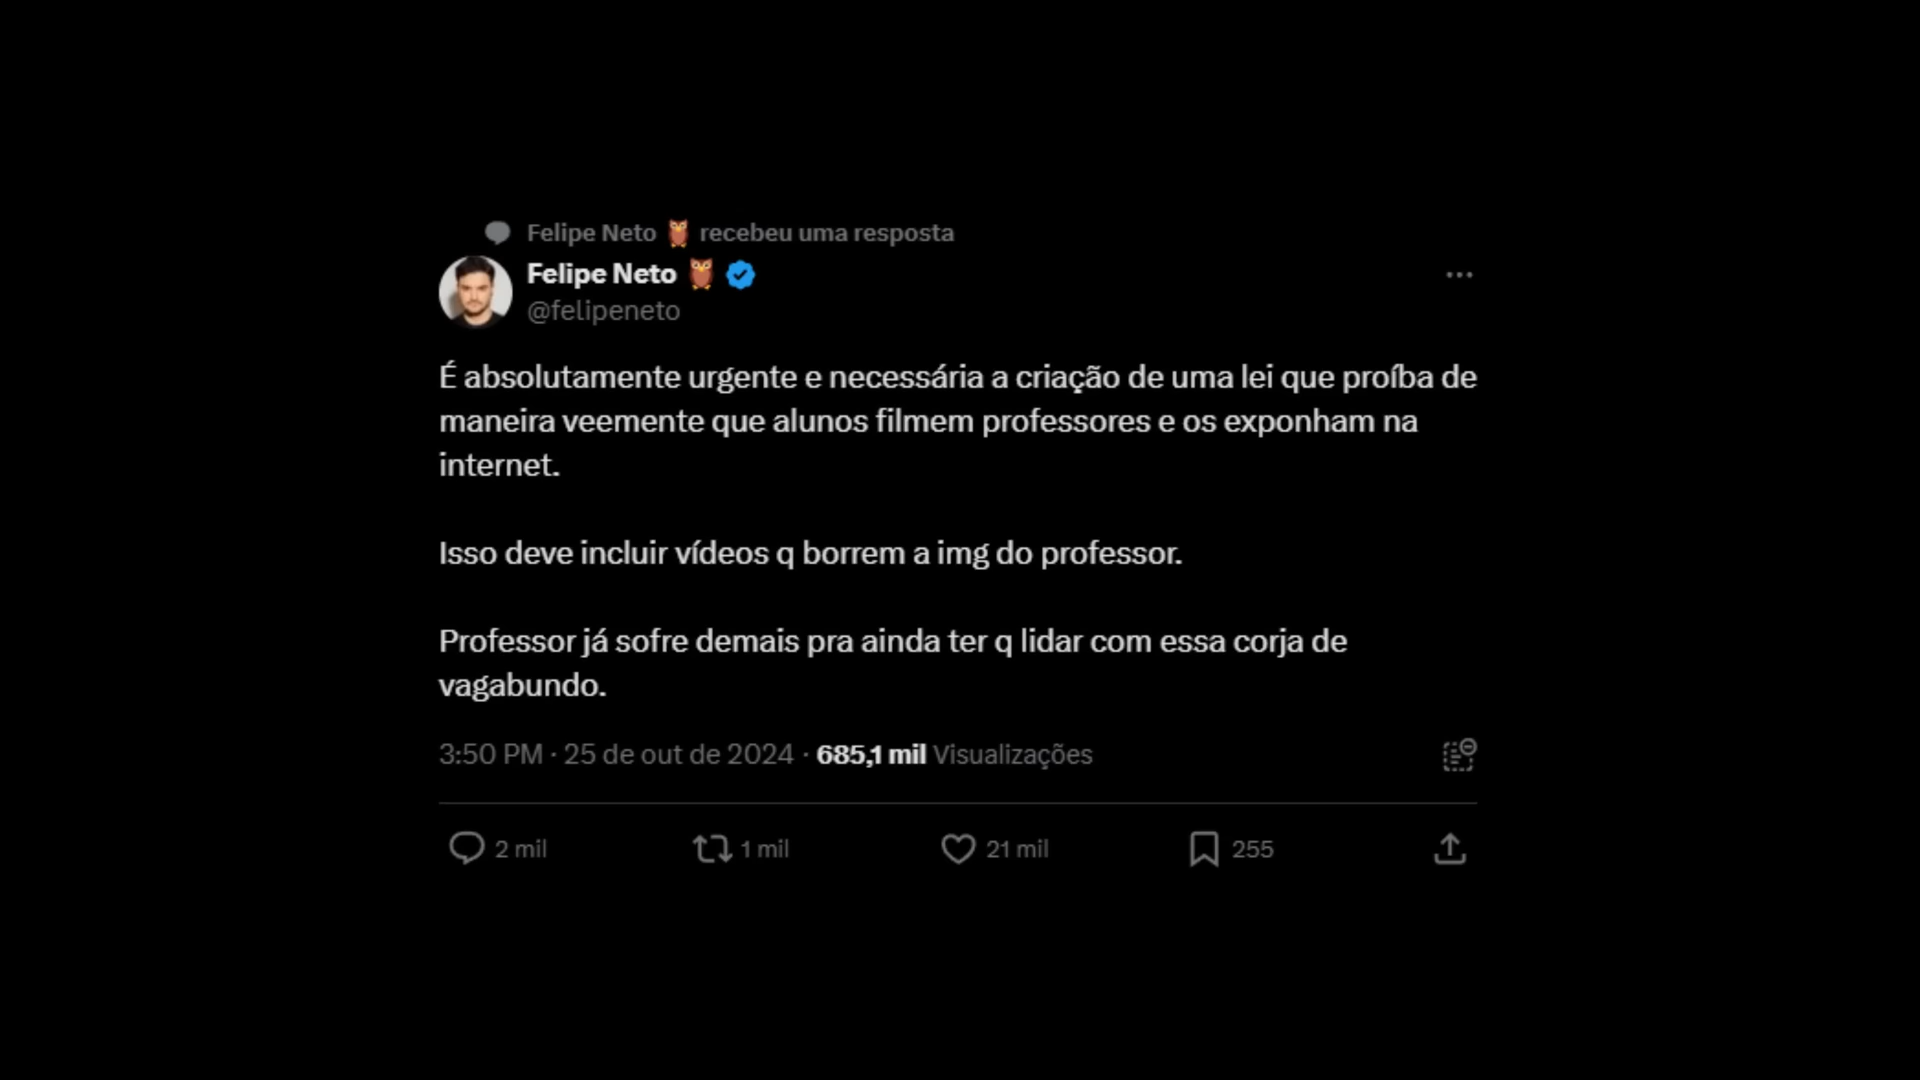 Felipe Neto 🦉 recebeu uma resposta
Felipe Neto 🦉
@felipeneto
É absolutamente urgente e necessária a criação de uma lei que proíba de
maneira veemente que alunos filmem professores e os exponham na
internet.
Isso deve incluir vídeos q borrem a img do professor.
Professor já sofre demais pra ainda ter q lidar com essa corja de
vagabundo.
3:50 PM · 25 de out de 2024 · 685,1 mil Visualizações
2 mil 1 mil 21 mil 255